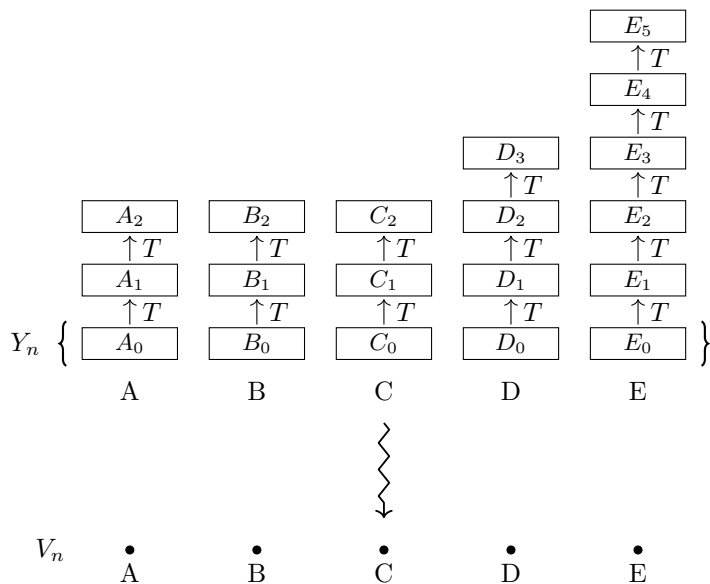 E₅
T
E₄
T
D₃ E₃
T T
A₂ B₂ C₂ D₂ E₂
T T T T T
A₁ B₁ C₁ D₁ E₁
T T T T T
Yₙ { A₀ B₀ C₀ D₀ E₀ }
A B C D E
Vₙ
A B C D E